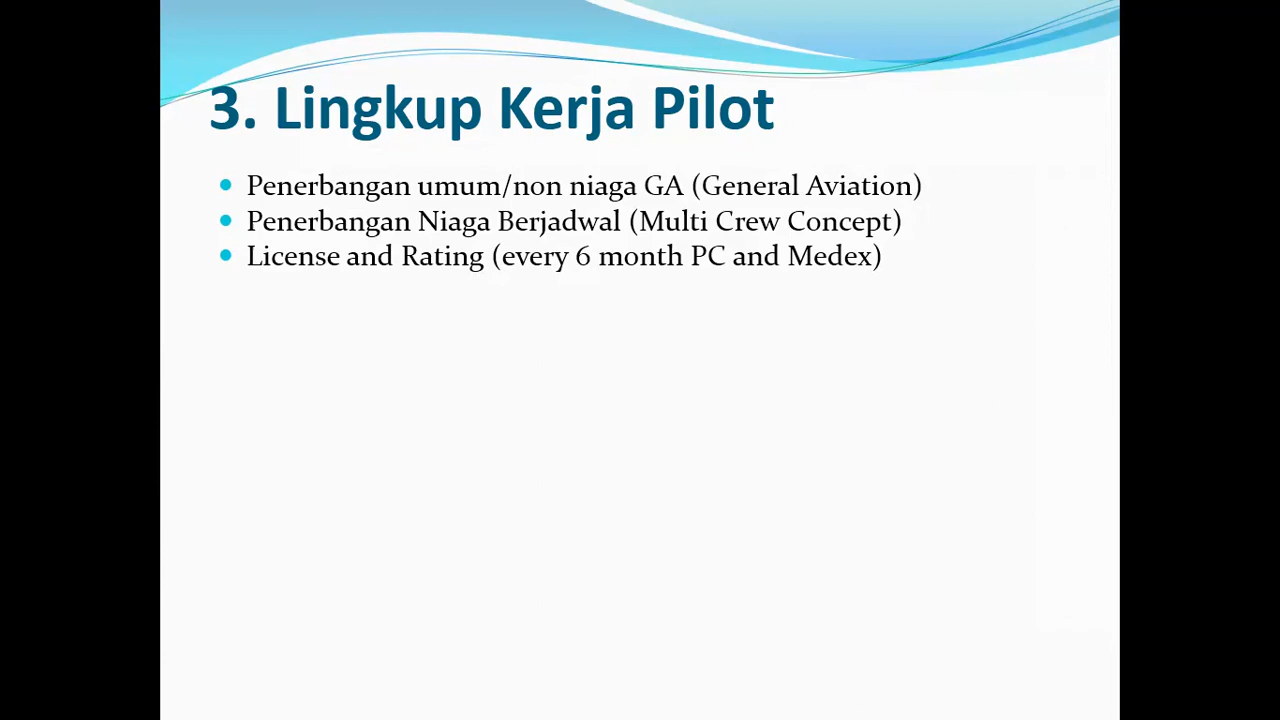 3. Lingkup Kerja Pilot
Penerbangan umum/non niaga GA (General Aviation)
Penerbangan Niaga Berjadwal (Multi Crew Concept)
License and Rating (every 6 month PC and Medex)